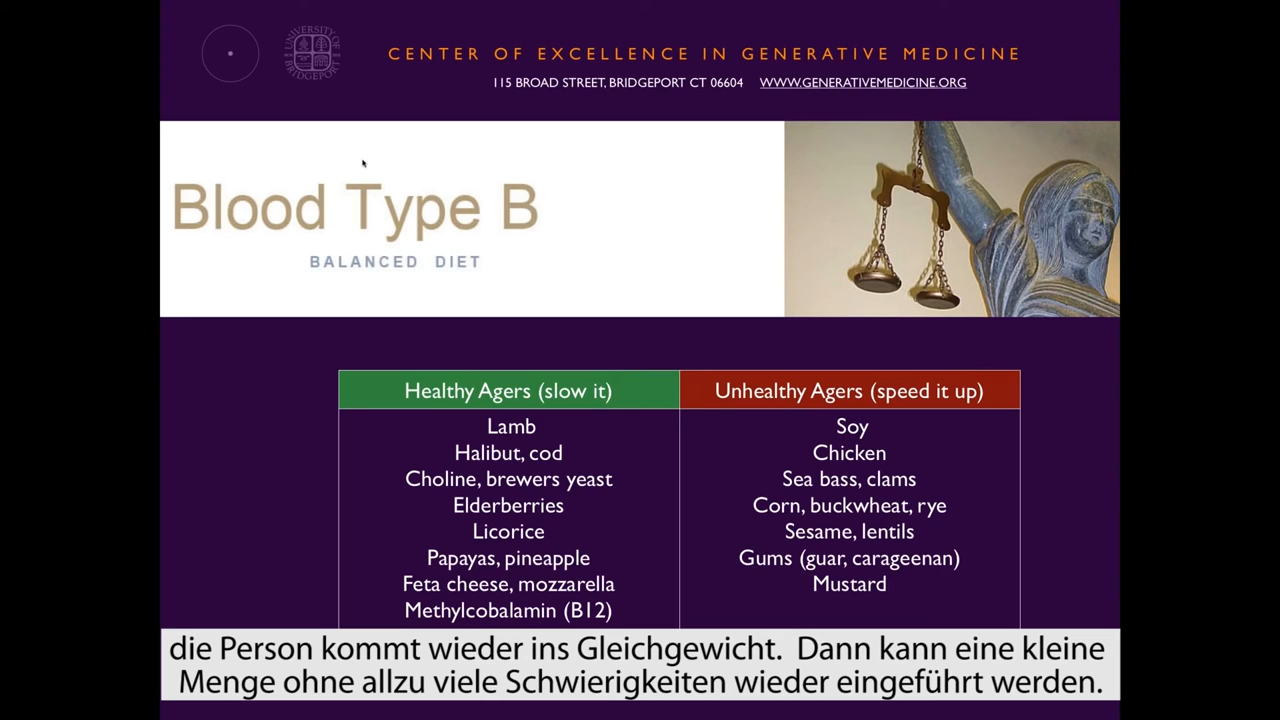 UNIVERSITY OF
BRIDGEPORT
CENTER OF EXCELLENCE IN GENERATIVE MEDICINE
115 BROAD STREET, BRIDGEPORT CT 06604 WWW.GENERATIVEMEDICINE.ORG
Blood Type B
BALANCED DIET
Healthy Agers (slow it) Unhealthy Agers (speed it up)
Lamb Soy
Halibut, cod Chicken
Choline, brewers yeast Sea bass, clams
Elderberries Corn, buckwheat, rye
Licorice Sesame, lentils
Papayas, pineapple Gums (guar, carageenan)
Feta cheese, mozzarella Mustard
Methylcobalamin (B12)
die Person kommt wieder ins Gleichgewicht. Dann kann eine kleine
Menge ohne allzu viele Schwierigkeiten wieder eingeführt werden.